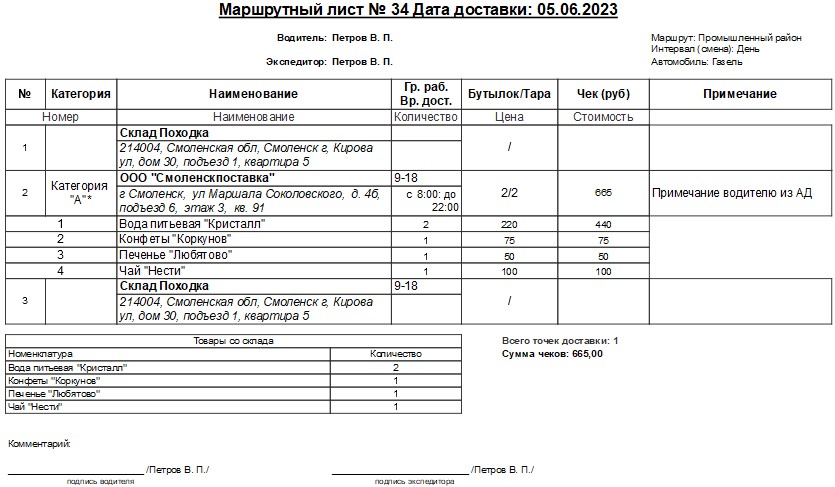 Маршрутный лист № 34 Дата доставки: 05.06.2023
Водитель: Петров В. П.
Маршрут: Промышленный район
Интервал (смена): День
Экспедитор: Петров В. П.
Автомобиль: Газель
№ Категория Наименование Гр. раб. Вр. дост. Бутылок/Тара Чек (руб) Примечание
Номер Наименование Количество Цена Стоимость
Склад Походка
1 /
214004, Смоленская обл, Смоленск г, Кирова
ул, дом 30, подъезд 1, квартира 5
ООО "Смоленскпоставка" 9-18
2 Категория "А"* 2/2 665 Примечание водителю из АД
г Смоленск, ул Маршала Соколовского, д. 4б, с 8:00: до
подъезд 6, этаж 3, кв. 91 22:00
1 Вода питьевая "Кристалл" 2 220 440
2 Конфеты "Коркунов" 1 75 75
3 Печенье "Любятово" 1 50 50
4 Чай "Нести" 1 100 100
Склад Походка 9-18
3 /
214004, Смоленская обл, Смоленск г, Кирова
ул, дом 30, подъезд 1, квартира 5
Товары со склада
Номенклатура Количество
Вода питьевая "Кристалл" 2
Конфеты "Коркунов" 1
Печенье "Любятово" 1
Чай "Нести" 1
Всего точек доставки: 1
Сумма чеков: 665,00
Комментарий:
/Петров В. П./ /Петров В. П./
подпись водителя подпись экспедитора